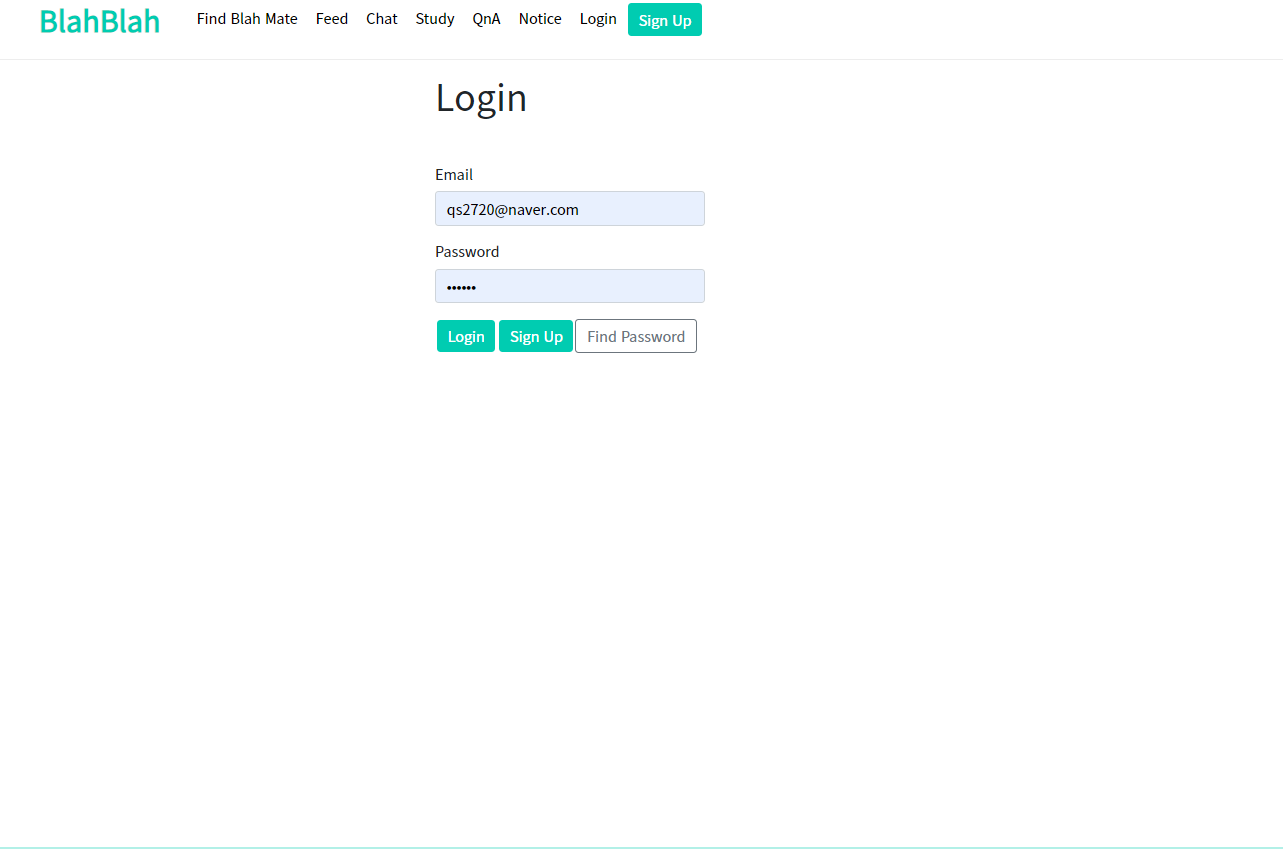 BlahBlah Find Blah Mate Feed Chat Study QnA Notice Login Sign Up
Login
Email
qs2720@naver.com
Password
••••••
Login Sign Up Find Password